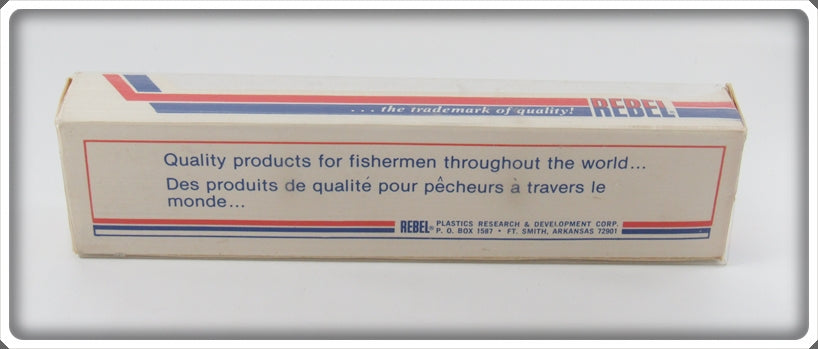 ... the trademark of quality! REBEL
Quality products for fishermen throughout the world...
Des produits de qualité pour pêcheurs à travers le
monde...
REBEL® PLASTICS RESEARCH & DEVELOPMENT CORP.
P. O. BOX 1587 • FT. SMITH, ARKANSAS 72901